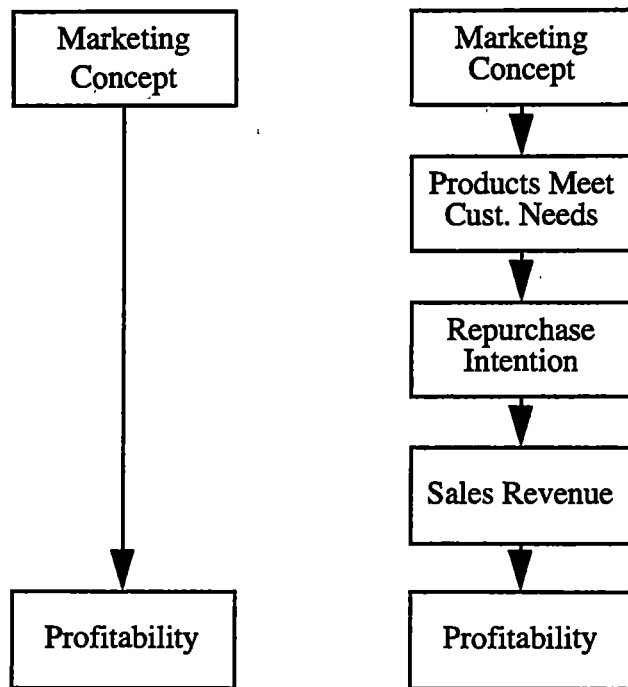 Marketing
Concept
Profitability
Marketing
Concept
Products Meet
Cust. Needs
Repurchase
Intention
Sales Revenue
Profitability